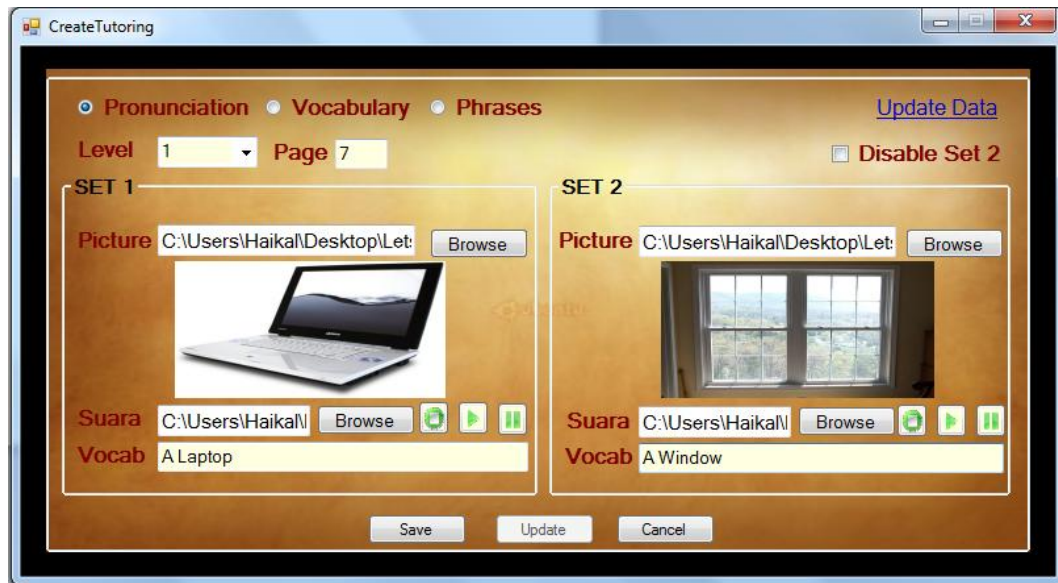 CreateTutoring
Pronunciation Vocabulary Phrases Update Data
Level 1 Page 7 Disable Set 2
SET 1
Picture C:\Users\Haikal\Desktop\Let: Browse
Suara C:\Users\Haikal\ Browse
Vocab A Laptop
SET 2
Picture C:\Users\Haikal\Desktop\Let: Browse
Suara C:\Users\Haikal\ Browse
Vocab A Window
Save Update Cancel